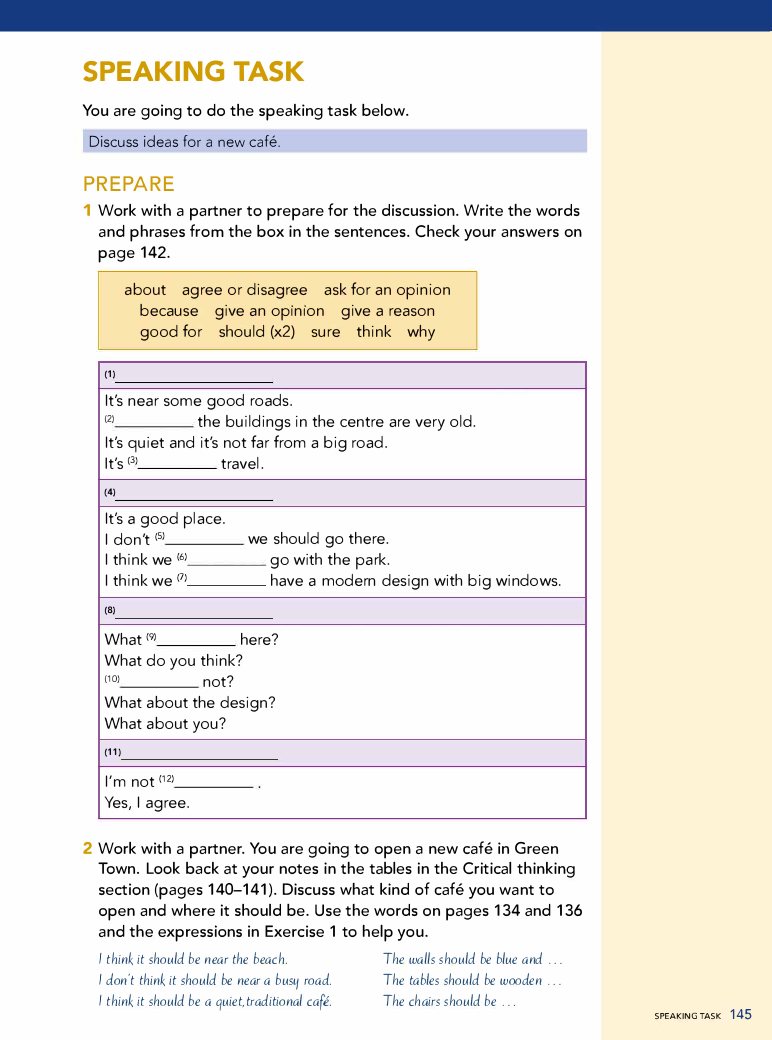 SPEAKING TASK
You are going to do the speaking task below.
Discuss ideas for a new café.
PREPARE
1 Work with a partner to prepare for the discussion. Write the words
and phrases from the box in the sentences. Check your answers on
page 142.
about agree or disagree ask for an opinion
because give an opinion give a reason
good for should (x2) sure think why
(1)____________________
It's near some good roads.
(2)__________ the buildings in the centre are very old.
It's quiet and it's not far from a big road.
It's (3)__________ travel.
(4)____________________
It's a good place.
I don't (5)__________ we should go there.
I think we (6)__________ go with the park.
I think we (7)__________ have a modern design with big windows.
(8)____________________
What (9)__________ here?
What do you think?
(10)__________ not?
What about the design?
What about you?
(11)____________________
I'm not (12)__________ .
Yes, I agree.
2 Work with a partner. You are going to open a new café in Green
Town. Look back at your notes in the tables in the Critical thinking
section (pages 140–141). Discuss what kind of café you want to
open and where it should be. Use the words on pages 134 and 136
and the expressions in Exercise 1 to help you.
I think it should be near the beach.
I don't think it should be near a busy road.
I think it should be a quiet,traditional café.
The walls should be blue and ...
The tables should be wooden ...
The chairs should be ...
SPEAKING TASK 145